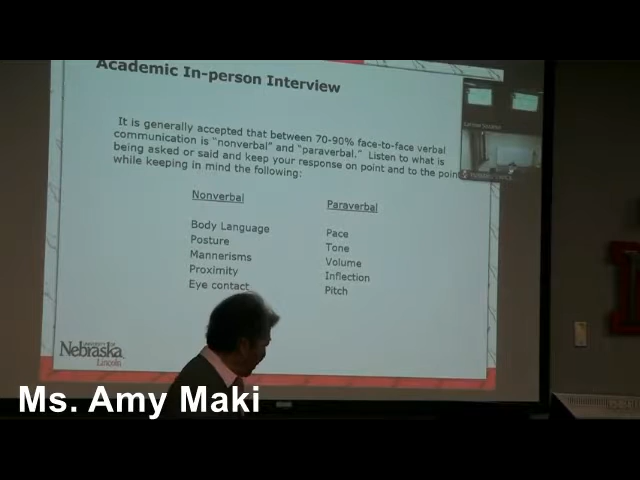 Academic In-person Interview
It is generally accepted that between 70-90% face-to-face verbal
communication is "nonverbal" and "paraverbal." Listen to what is
being asked or said and keep your response on point and to the point
while keeping in mind the following:
Nonverbal
Body Language
Posture
Mannerisms
Proximity
Eye contact
Paraverbal
Pace
Tone
Volume
Inflection
Pitch
UNIVERSITY OF
Nebraska
Lincoln
Ms. Amy Maki